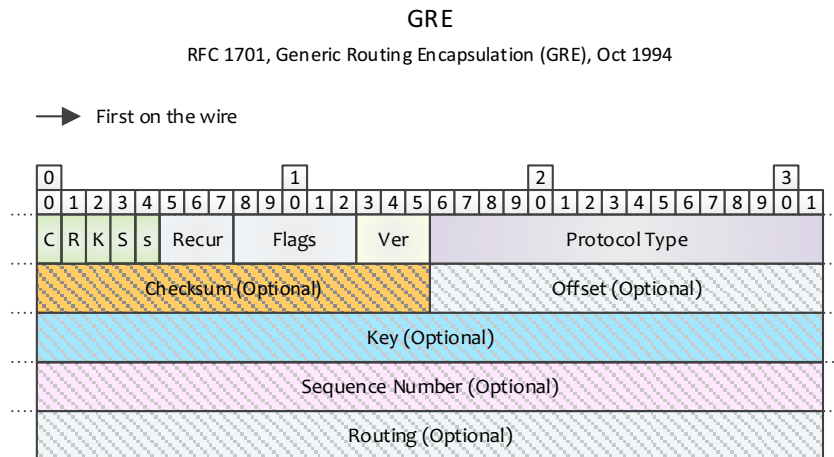 GRE
RFC 1701, Generic Routing Encapsulation (GRE), Oct 1994
First on the wire
0 1 2 3
0 1 2 3 4 5 6 7 8 9 0 1 2 3 4 5 6 7 8 9 0 1 2 3 4 5 6 7 8 9 0 1
C R K S s Recur Flags Ver Protocol Type
Checksum (Optional) Offset (Optional)
Key (Optional)
Sequence Number (Optional)
Routing (Optional)